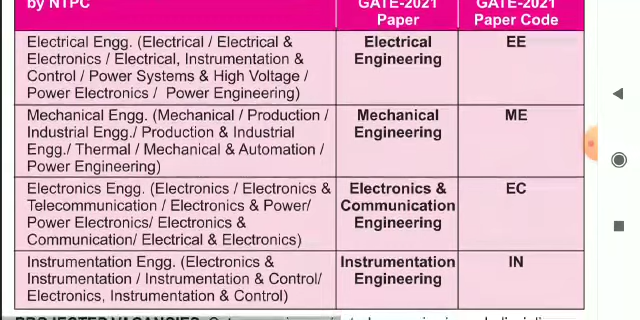 by NTPC
GATE-2021
Paper
GATE-2021
Paper Code
Electrical Engg. (Electrical / Electrical &
Electronics / Electrical, Instrumentation &
Control / Power Systems & High Voltage /
Power Electronics / Power Engineering)
Electrical
Engineering
EE
Mechanical Engg. (Mechanical / Production /
Industrial Engg./ Production & Industrial
Engg./ Thermal / Mechanical & Automation /
Power Engineering)
Mechanical
Engineering
ME
Electronics Engg. (Electronics / Electronics &
Telecommunication / Electronics & Power/
Power Electronics/ Electronics &
Communication/ Electrical & Electronics)
Electronics &
Communication
Engineering
EC
Instrumentation Engg. (Electronics &
Instrumentation / Instrumentation & Control/
Electronics, Instrumentation & Control)
Instrumentation
Engineering
IN
PROJECTED VACANCIES